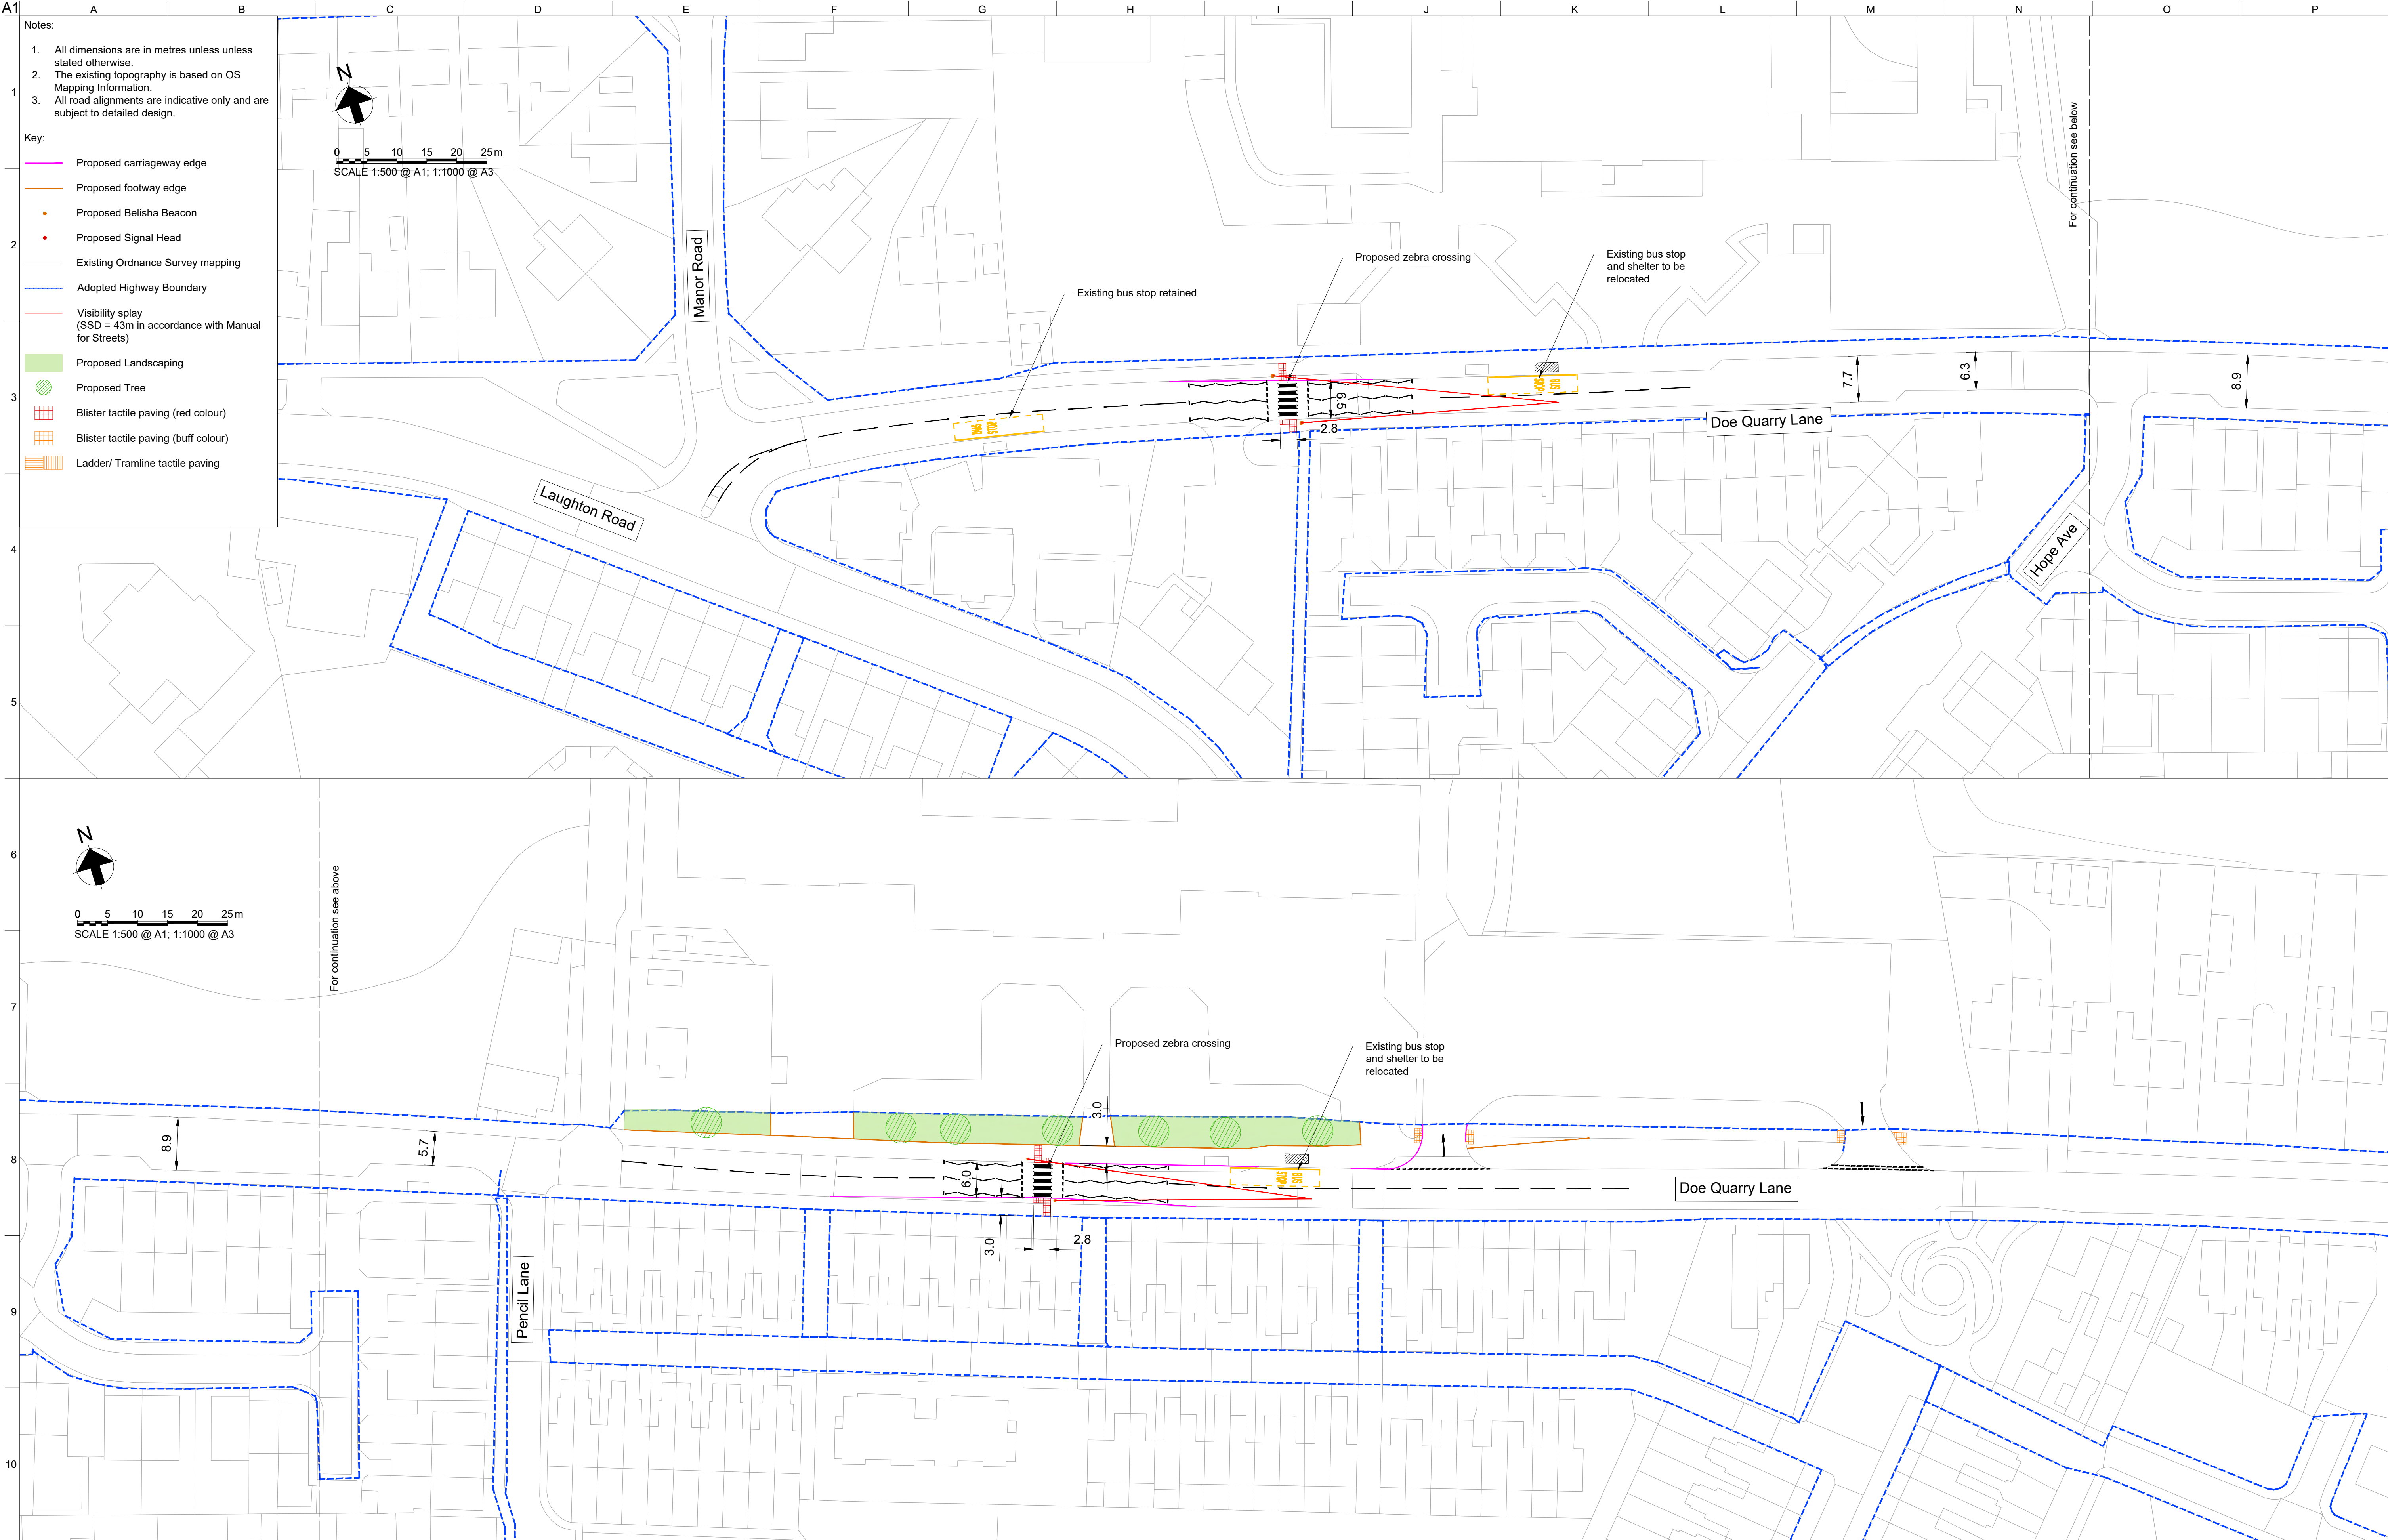 A1
A B C D E F G H I J K L M N O P
Notes:
1. All dimensions are in metres unless unless
stated otherwise.
2. The existing topography is based on OS
Mapping Information.
3. All road alignments are indicative only and are
subject to detailed design.
Key:
Proposed carriageway edge
Proposed footway edge
Proposed Belisha Beacon
Proposed Signal Head
Existing Ordnance Survey mapping
Adopted Highway Boundary
Visibility splay
(SSD = 43m in accordance with Manual
for Streets)
Proposed Landscaping
Proposed Tree
Blister tactile paving (red colour)
Blister tactile paving (buff colour)
Ladder/ Tramline tactile paving
1
2
3
4
5
N
0 5 10 15 20 25 m
SCALE 1:500 @ A1; 1:1000 @ A3
Manor Road
For continuation see below
Proposed zebra crossing
Existing bus stop
and shelter to be
relocated
Existing bus stop retained
BUS
STOP
BUS
STOP
6.5
2.8
7.7
6.3
8.9
Doe Quarry Lane
Laughton Road
Hope Ave
6
7
8
9
10
N
0 5 10 15 20 25 m
SCALE 1:500 @ A1; 1:1000 @ A3
For continuation see above
Proposed zebra crossing
Existing bus stop
and shelter to be
relocated
3.0
8.9
5.7
6.0
BUS
STOP
Doe Quarry Lane
3.0
2.8
Pencil Lane